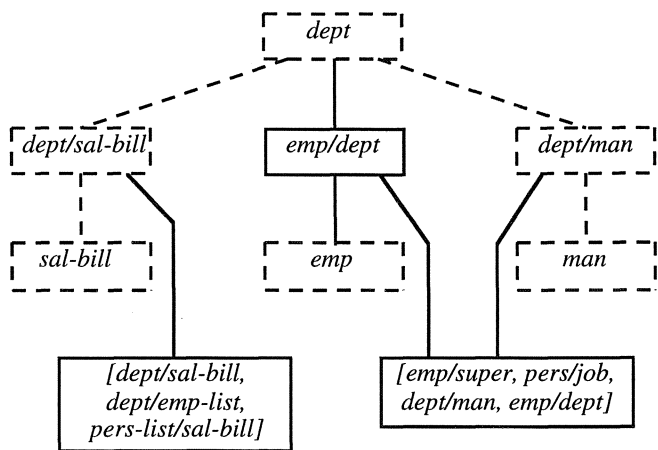 dept
dept/sal-bill
emp/dept
dept/man
sal-bill
emp
man
[dept/sal-bill,
dept/emp-list,
pers-list/sal-bill]
[emp/super, pers/job,
dept/man, emp/dept]